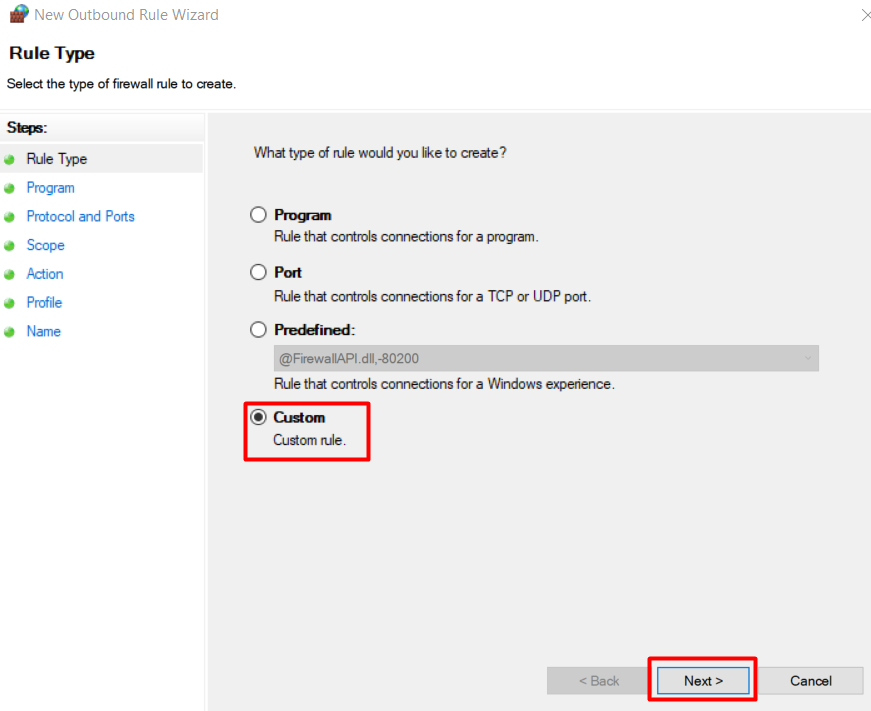 New Outbound Rule Wizard
Rule Type
Select the type of firewall rule to create.
Steps:
Rule Type
Program
Protocol and Ports
Scope
Action
Profile
Name
What type of rule would you like to create?
Program
Rule that controls connections for a program.
Port
Rule that controls connections for a TCP or UDP port.
Predefined:
@FirewallAPI.dll,-80200
Rule that controls connections for a Windows experience.
Custom
Custom rule.
< Back
Next >
Cancel